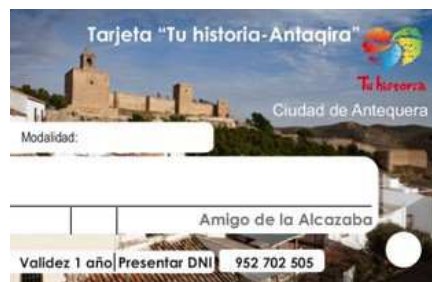 Tarjeta “Tu historia-Antaqira”
Tu historia
Ciudad de Antequera
Modalidad:
Amigo de la Alcazaba
Validez 1 año Presentar DNI 952 702 505